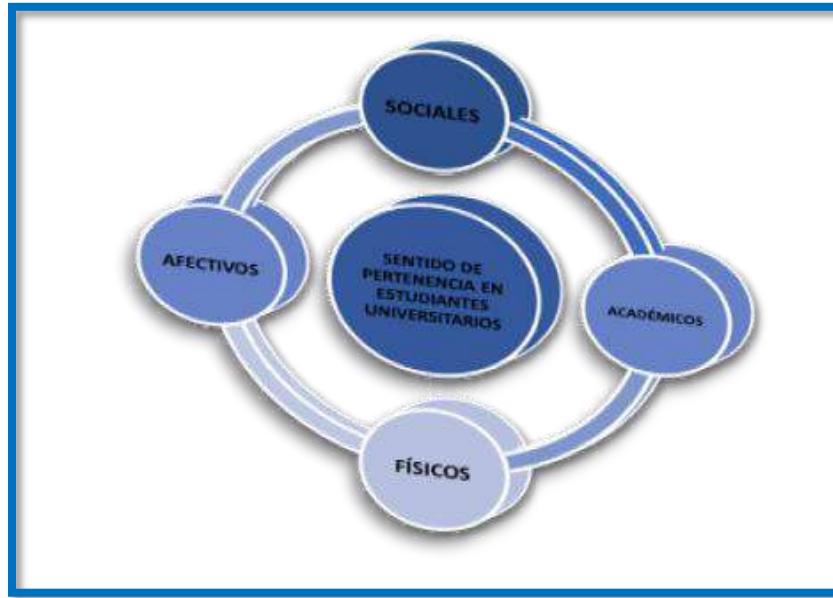 SOCIALES
AFECTIVOS
SENTIDO DE
PERTENENCIA EN
ESTUDIANTES
UNIVERSITARIOS
ACADÉMICOS
FÍSICOS